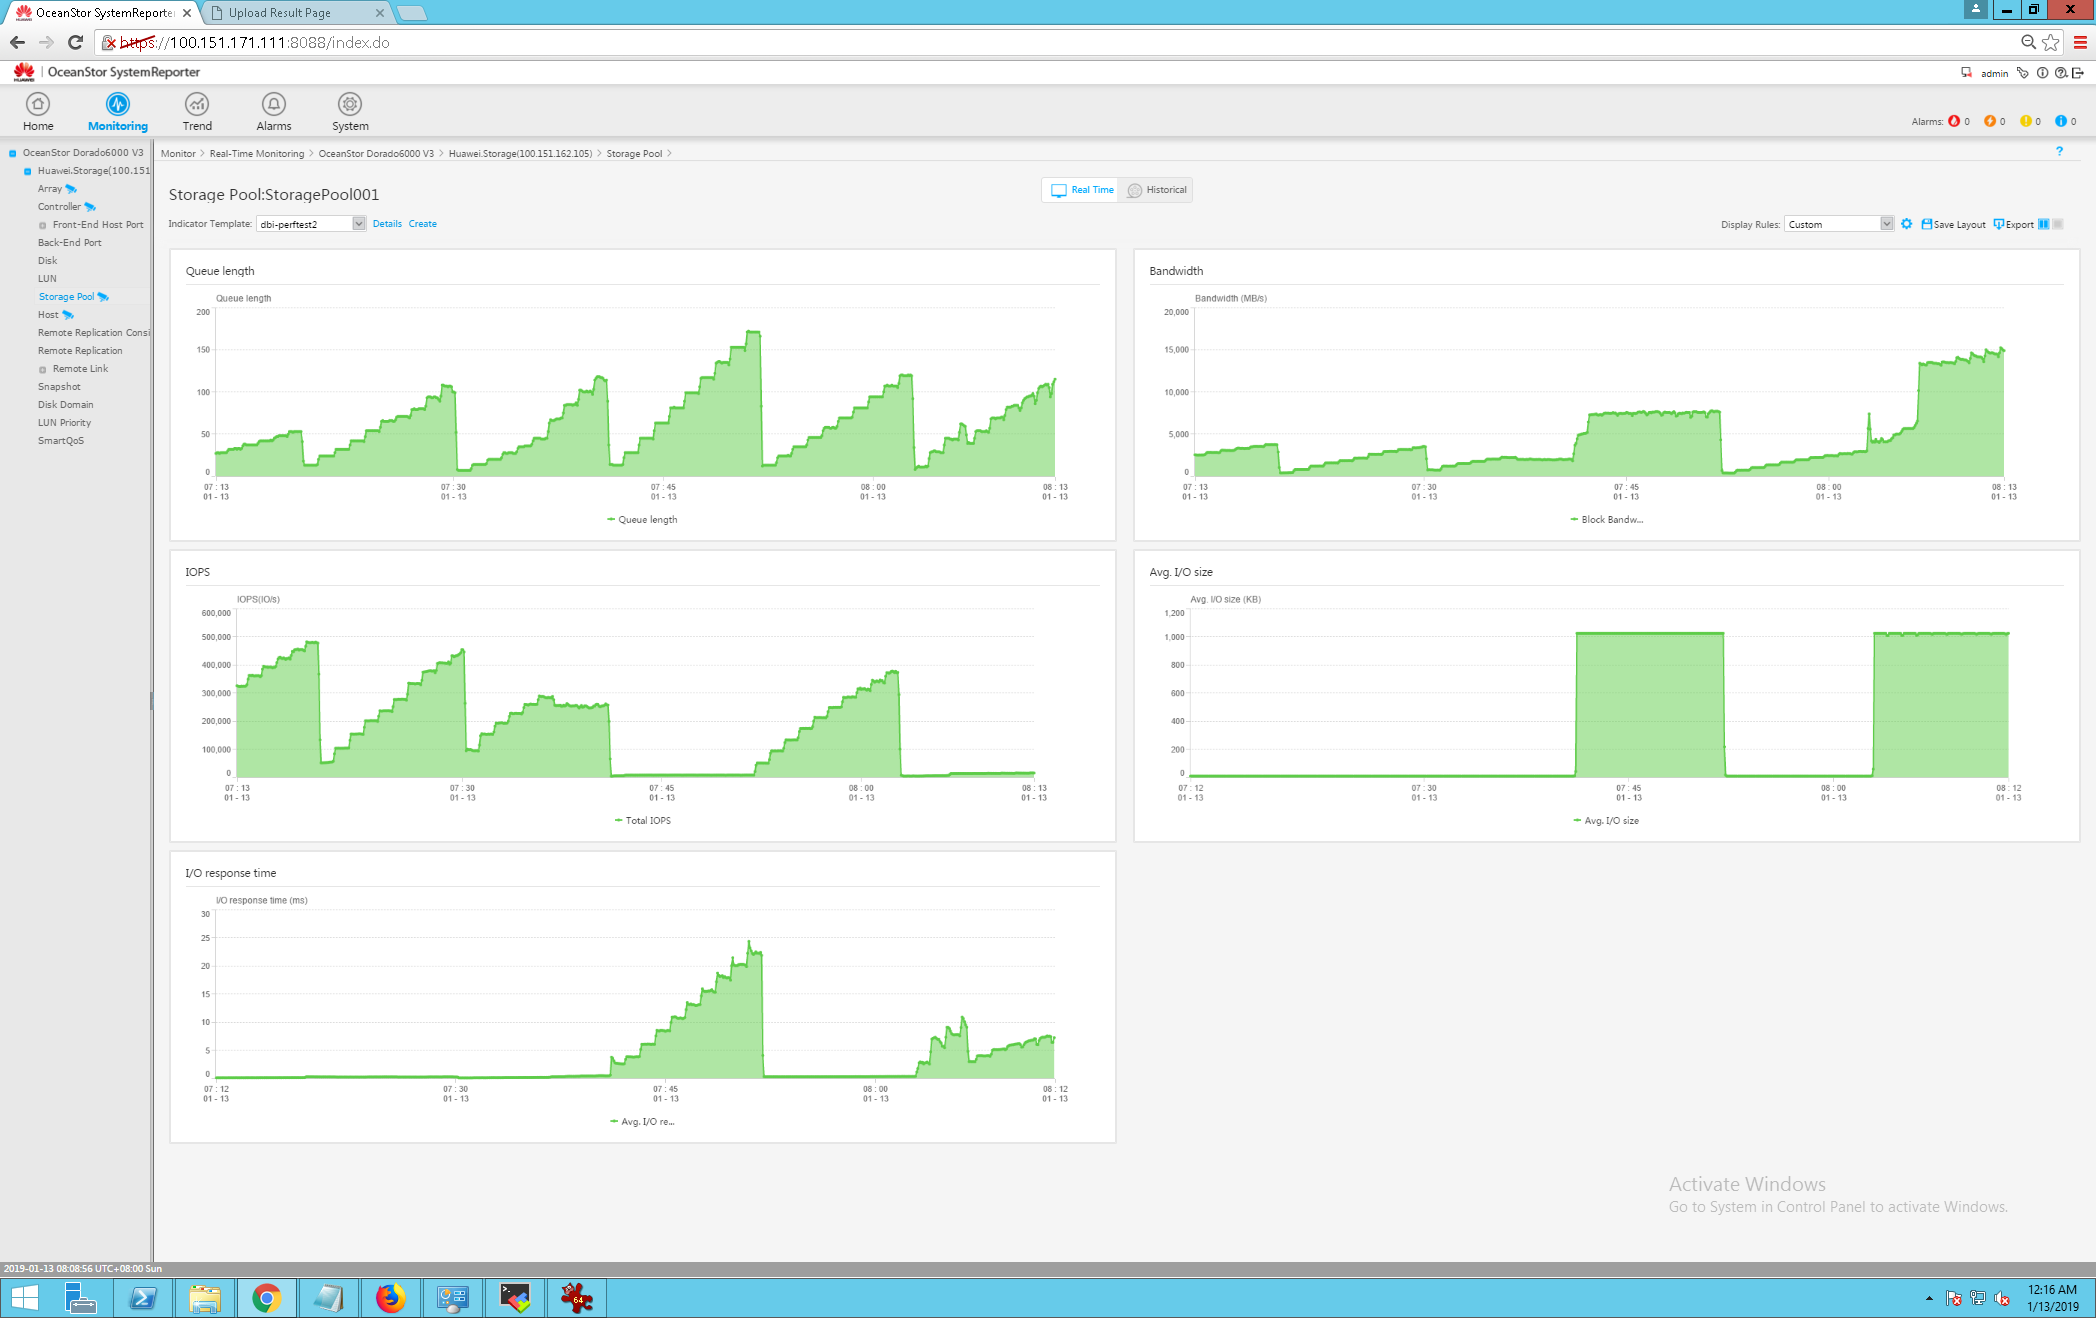 OceanStor SystemReporte
Upload Result Page
https://100.151.171.111:8088/index.do
HUAWEI | OceanStor SystemReporter
admin
Home Monitoring Trend Alarms System
Alarms: 0 0 0 0
OceanStor Dorado6000 V3
Huawei.Storage(100.151
Array
Controller
Front-End Host Port
Back-End Port
Disk
LUN
Storage Pool
Host
Remote Replication Consi
Remote Replication
Remote Link
Snapshot
Disk Domain
LUN Priority
SmartQoS
Monitor > Real-Time Monitoring > OceanStor Dorado6000 V3 > Huawei.Storage(100.151.162.105) > Storage Pool >
?
Storage Pool:StoragePool001
Real Time Historical
Indicator Template: dbi-perftest2 Details Create
Display Rules: Custom Save Layout Export
Queue length
Queue length
200
150
100
50
0
07 : 13 07 : 30 07 : 45 08 : 00 08 : 13
01 - 13 01 - 13 01 - 13 01 - 13 01 - 13
Queue length
Bandwidth
Bandwidth (MB/s)
20,000
15,000
10,000
5,000
0
07 : 13 07 : 30 07 : 45 08 : 00 08 : 13
01 - 13 01 - 13 01 - 13 01 - 13 01 - 13
Block Bandw...
IOPS
IOPS(IO/s)
600,000
500,000
400,000
300,000
200,000
100,000
0
07 : 13 07 : 30 07 : 45 08 : 00 08 : 13
01 - 13 01 - 13 01 - 13 01 - 13 01 - 13
Total IOPS
Avg. I/O size
Avg. I/O size (KB)
1,200
1,000
800
600
400
200
0
07 : 12 07 : 30 07 : 45 08 : 00 08 : 12
01 - 13 01 - 13 01 - 13 01 - 13 01 - 13
Avg. I/O size
I/O response time
I/O response time (ms)
30
25
20
15
10
5
0
07 : 12 07 : 30 07 : 45 08 : 00 08 : 12
01 - 13 01 - 13 01 - 13 01 - 13 01 - 13
Avg. I/O re...
Activate Windows
Go to System in Control Panel to activate Windows.
2019-01-13 08:08:56 UTC+08:00 Sun
64
12:16 AM
1/13/2019